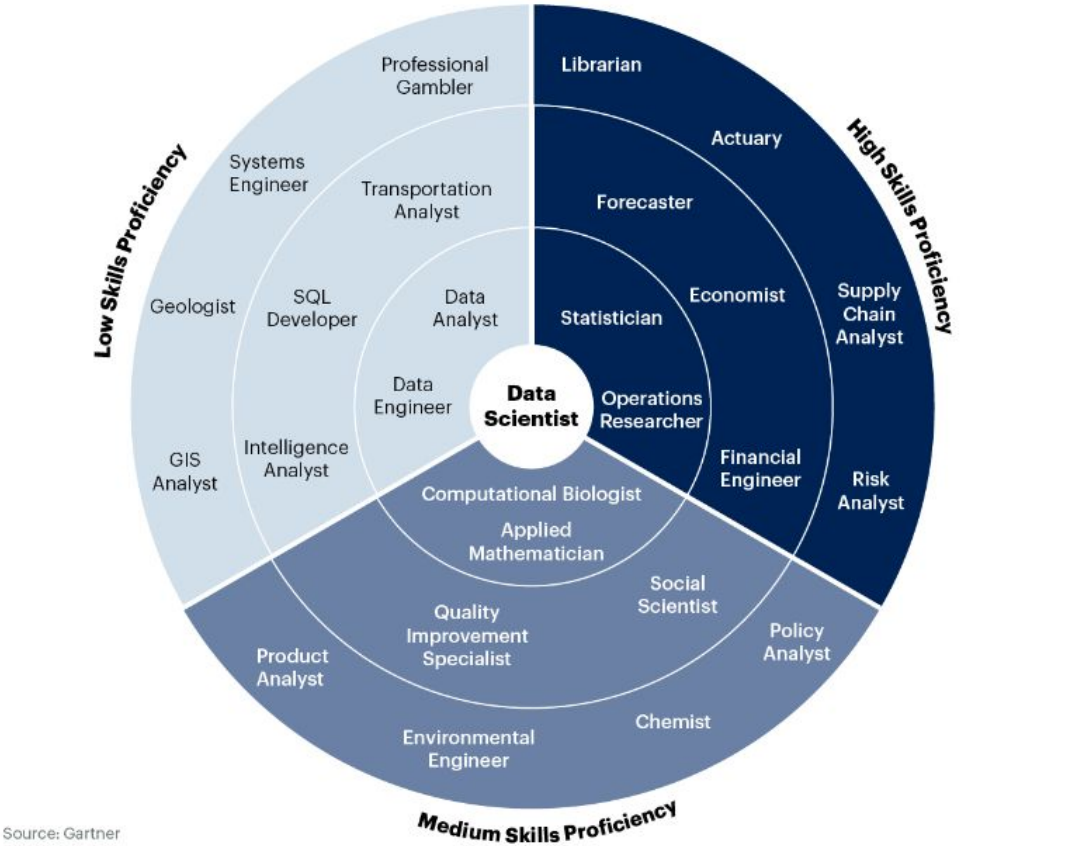 Low Skills Proficiency
Professional
Gambler
Systems
Engineer
Transportation
Analyst
Geologist
SQL
Developer
Data
Analyst
Data
Engineer
GIS
Analyst
Intelligence
Analyst
Data
Scientist
High Skills Proficiency
Librarian
Actuary
Forecaster
Economist
Supply
Chain
Analyst
Statistician
Operations
Researcher
Financial
Engineer
Risk
Analyst
Computational Biologist
Applied
Mathematician
Social
Scientist
Quality
Improvement
Specialist
Policy
Analyst
Product
Analyst
Chemist
Environmental
Engineer
Medium Skills Proficiency
Source: Gartner